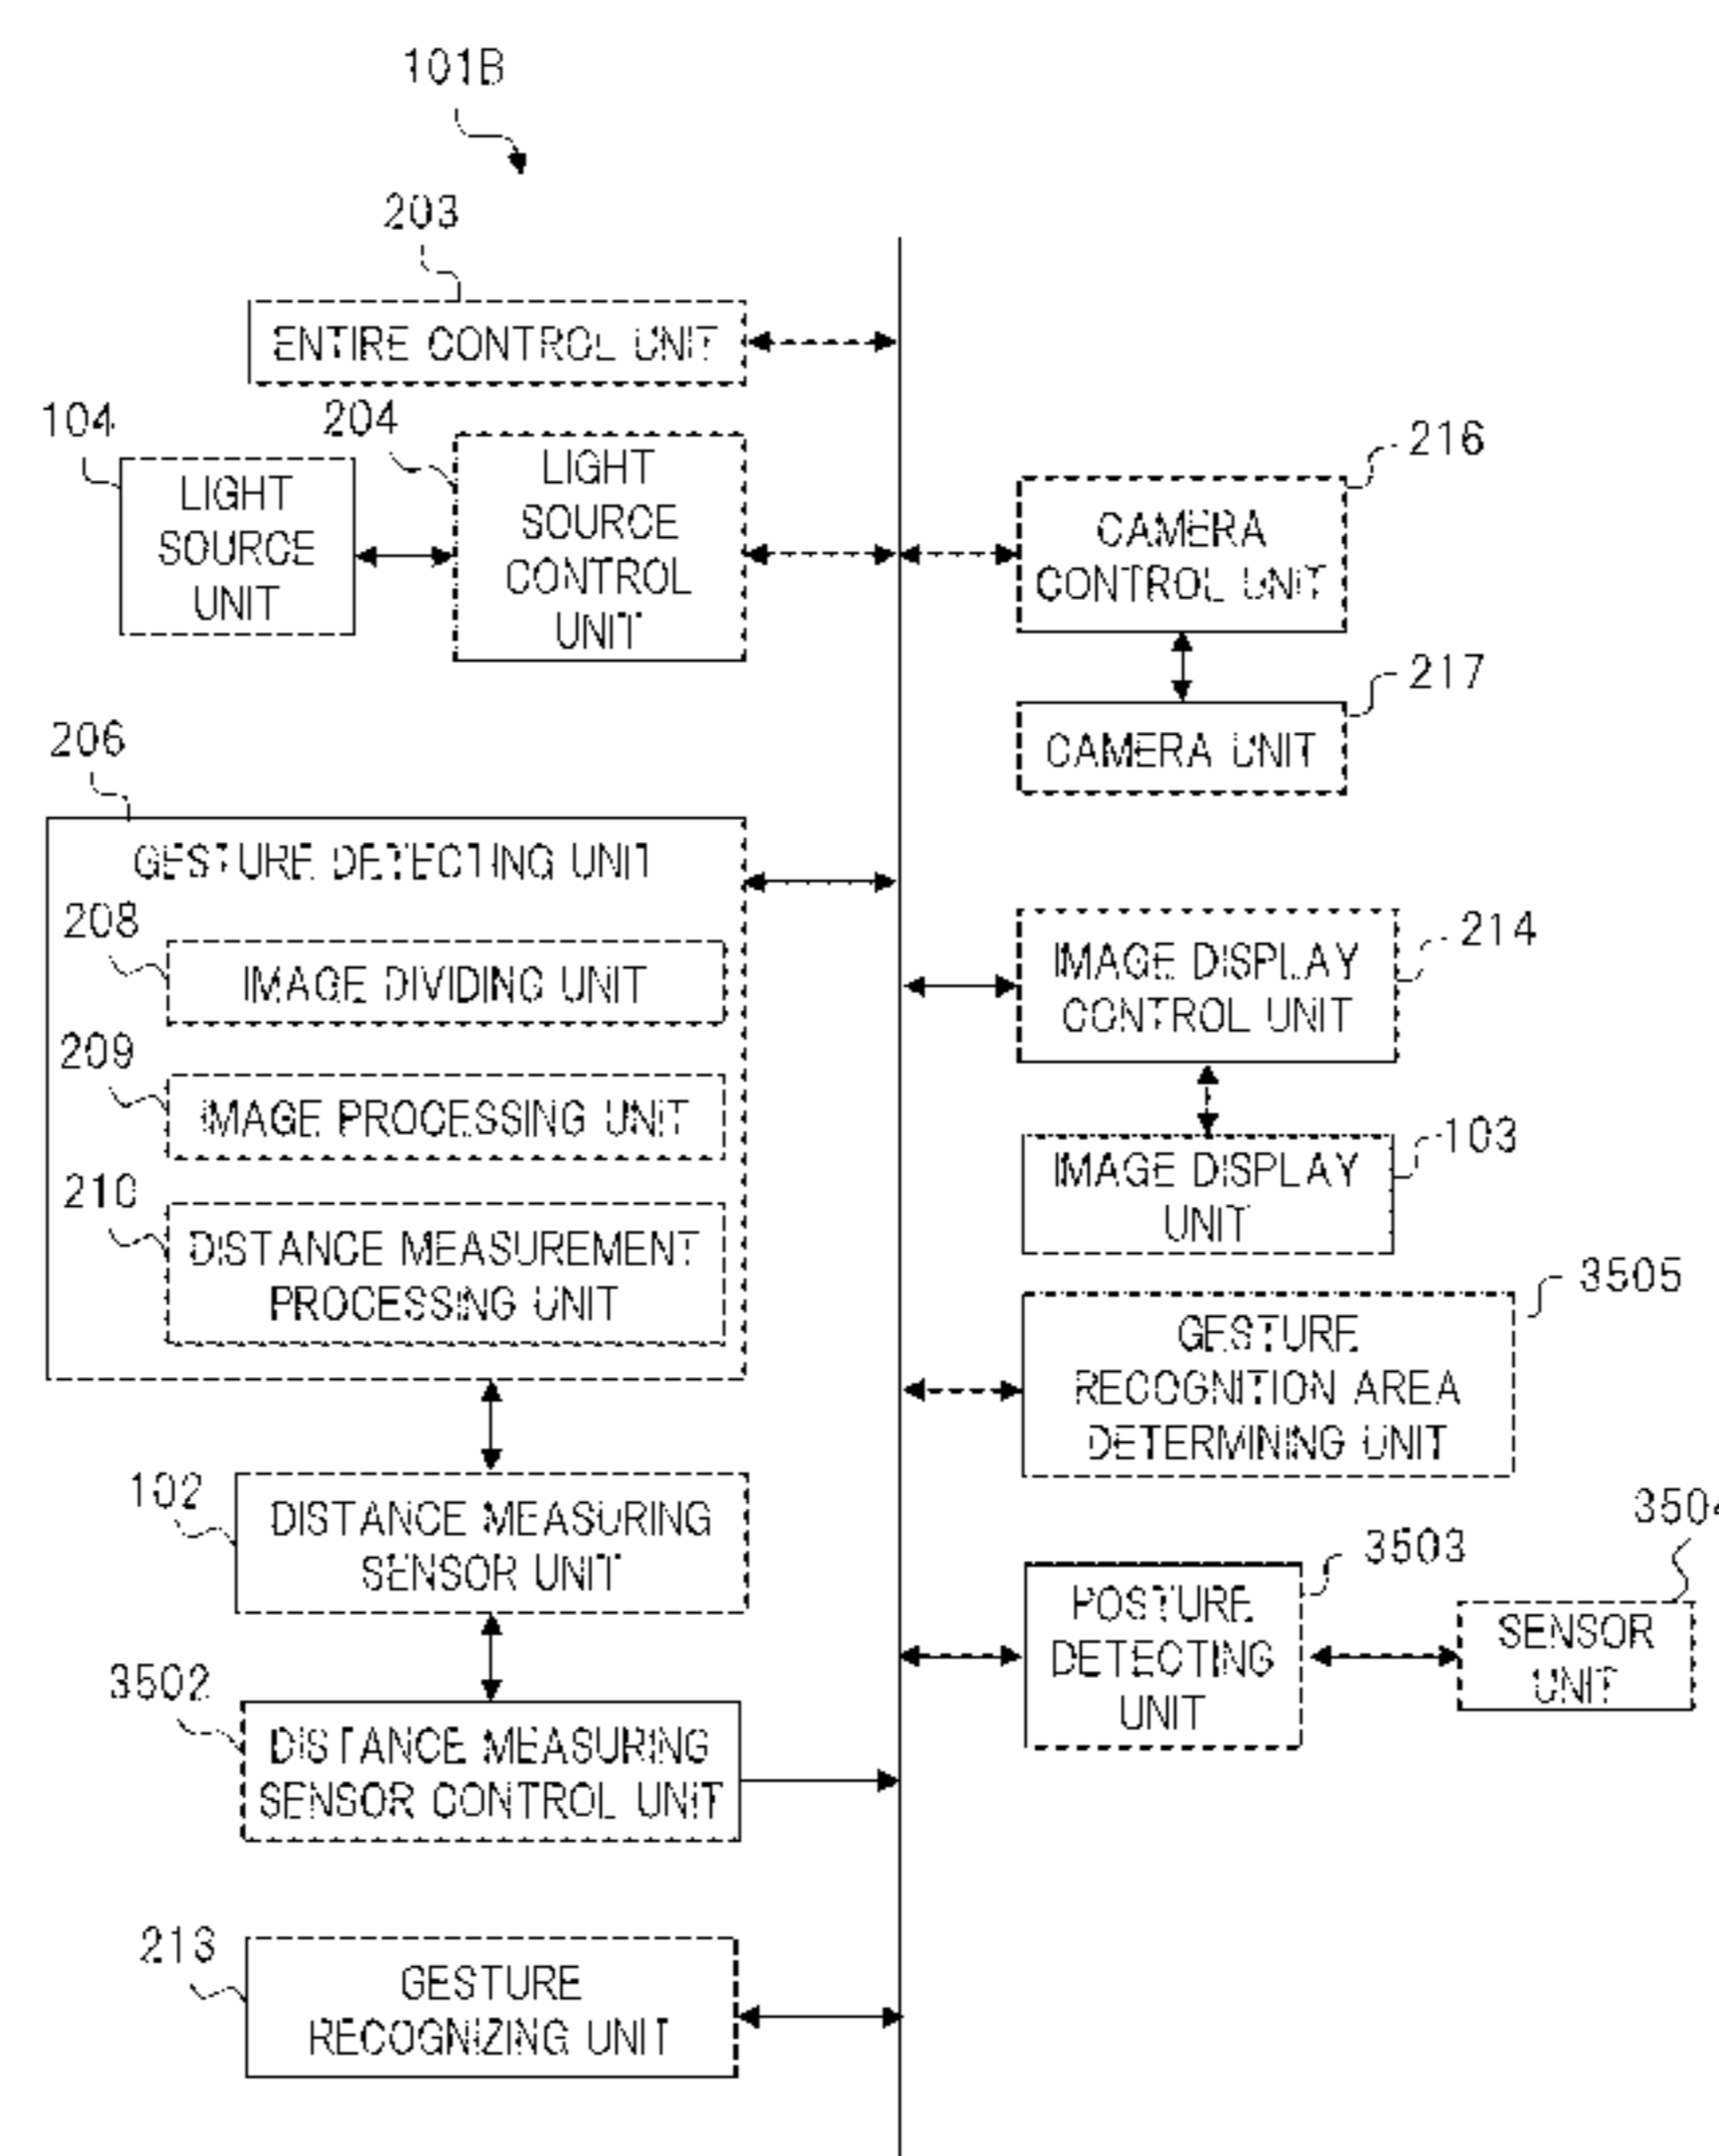 101B
203
ENTIRE CONTROL UNIT
104
LIGHT
SOURCE
UNIT
204
LIGHT
SOURCE
CONTROL
UNIT
216
CAMERA
CONTROL UNIT
217
CAMERA UNIT
206
GESTURE DETECTING UNIT
208
IMAGE DIVIDING UNIT
209
IMAGE PROCESSING UNIT
210
DISTANCE MEASUREMENT
PROCESSING UNIT
214
IMAGE DISPLAY
CONTROL UNIT
103
IMAGE DISPLAY
UNIT
3505
GESTURE
RECOGNITION AREA
DETERMINING UNIT
102
DISTANCE MEASURING
SENSOR UNIT
3503
POSTURE
DETECTING
UNIT
3504
SENSOR
UNIT
3502
DISTANCE MEASURING
SENSOR CONTROL UNIT
213
GESTURE
RECOGNIZING UNIT